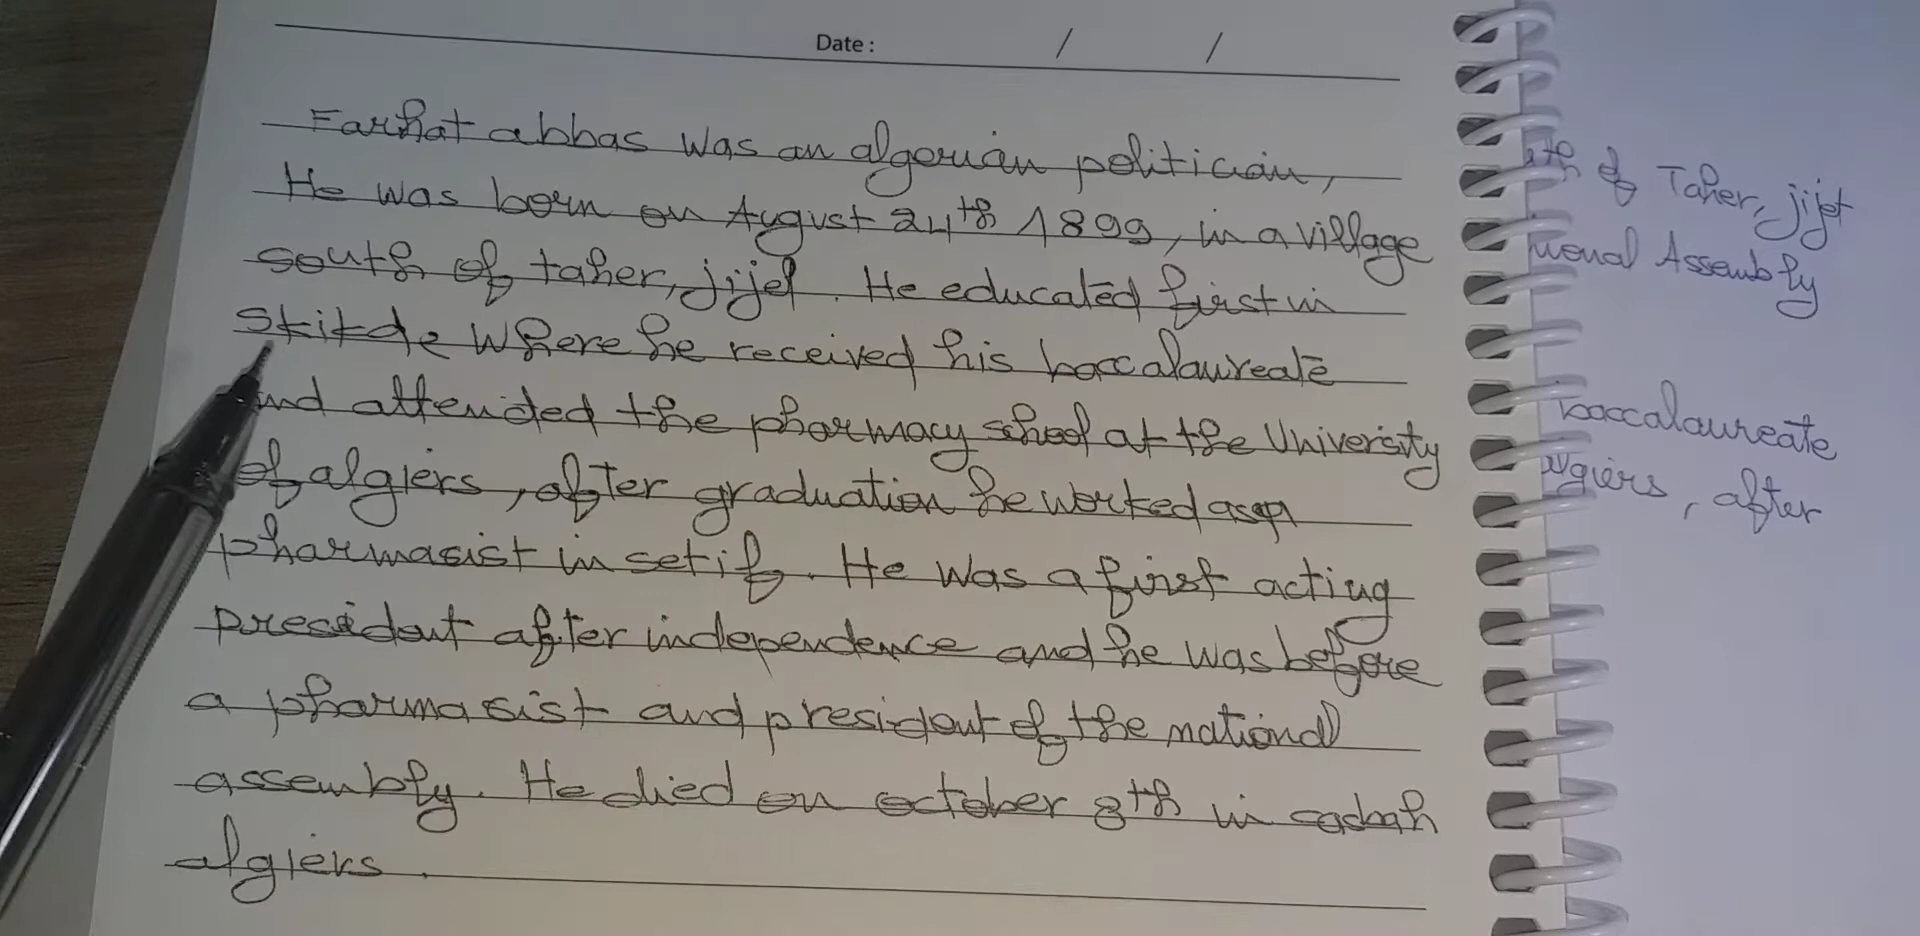 Date : / /
Farhat abbas was an algerian politician,
He was born on August 24th 1899, in a village
south of taher, jijel. He educated first in
skikde where he received his baccalaureate
and attended the pharmacy school at the University
of algiers, after graduation he worked as a
pharmasist in setif. He was a first acting
president after independence and he was before
a pharmasist and president of the national
assembly. He died on october 8th in
algiers.
of Taher, jijel
Assembly
baccalaureate
, after